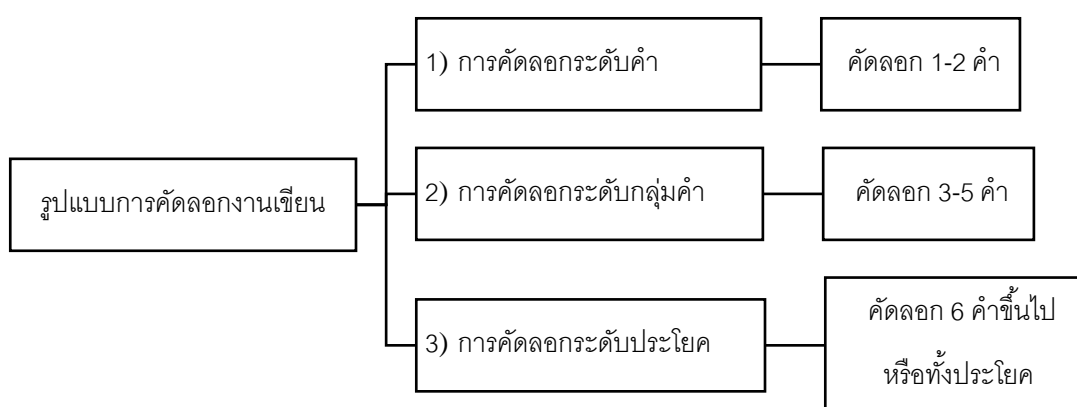 รูปแบบการคัดลอกงานเขียน
1) การคัดลอกระดับคำ
คัดลอก 1-2 คำ
2) การคัดลอกระดับกลุ่มคำ
คัดลอก 3-5 คำ
3) การคัดลอกระดับประโยค
คัดลอก 6 คำขึ้นไป
หรือทั้งประโยค